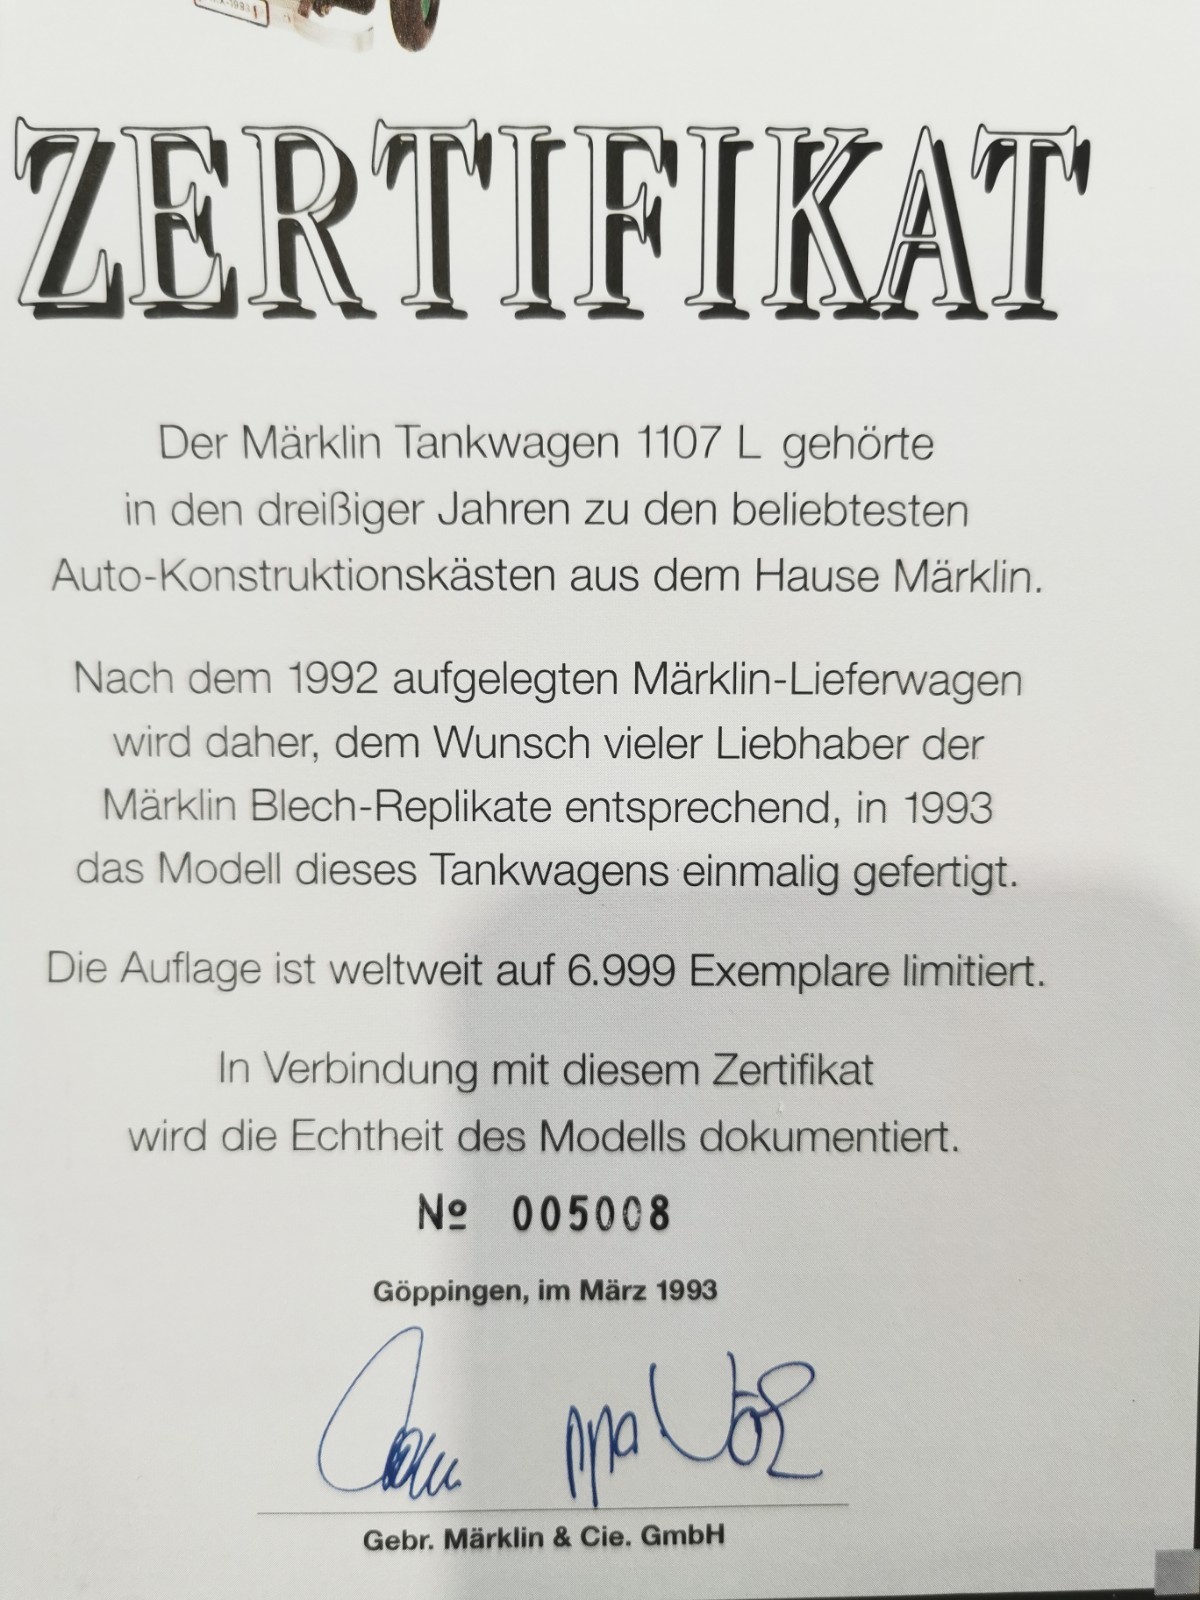 ZERTIFIKAT
Der Märklin Tankwagen 1107 L gehörte
in den dreißiger Jahren zu den beliebtesten
Auto-Konstruktionskästen aus dem Hause Märklin.
Nach dem 1992 aufgelegten Märklin-Lieferwagen
wird daher, dem Wunsch vieler Liebhaber der
Märklin Blech-Replikate entsprechend, in 1993
das Modell dieses Tankwagens einmalig gefertigt.
Die Auflage ist weltweit auf 6.999 Exemplare limitiert.
In Verbindung mit diesem Zertifikat
wird die Echtheit des Modells dokumentiert.
Nº 005008
Göppingen, im März 1993
ppa
Gebr. Märklin & Cie. GmbH